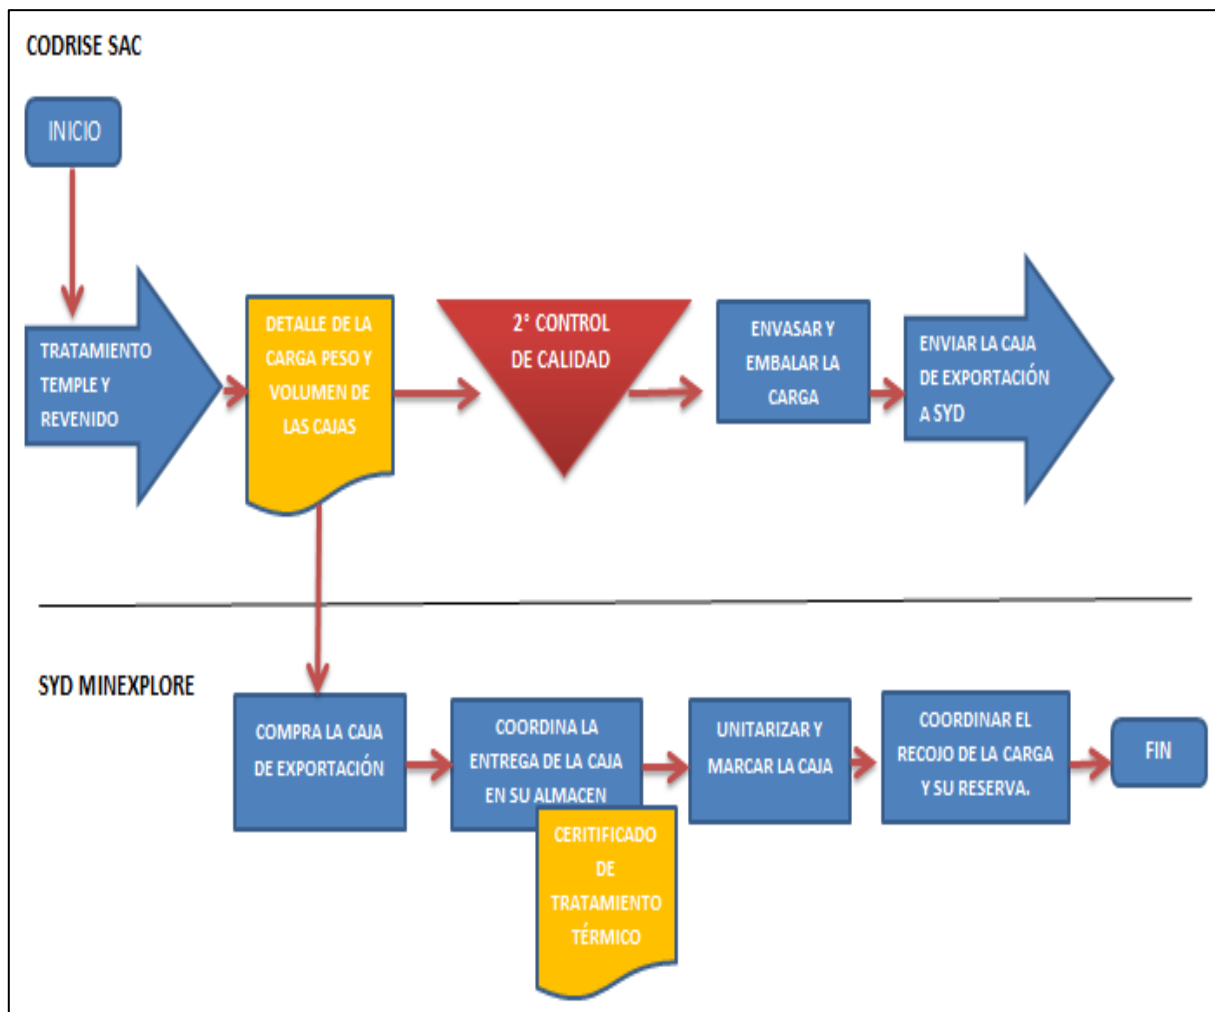 CODRISE SAC
INICIO
TRATAMIENTO
TEMPLE Y
REVENIDO
DETALLE DE LA
CARGA PESO Y
VOLUMEN DE
LAS CAJAS
2° CONTROL
DE CALIDAD
ENVASAR Y
EMBALAR LA
CARGA
ENVIAR LA CAJA
DE EXPORTACIÓN
A SYD
SYD MINEXPLORE
COMPRA LA CAJA
DE EXPORTACIÓN
COORDINA LA
ENTREGA DE LA CAJA
EN SU ALMACEN
CERITIFICADO
DE
TRATAMIENTO
TÉRMICO
UNITARIZAR Y
MARCAR LA CAJA
COORDINAR EL
RECOJO DE LA CARGA
Y SU RESERVA.
FIN